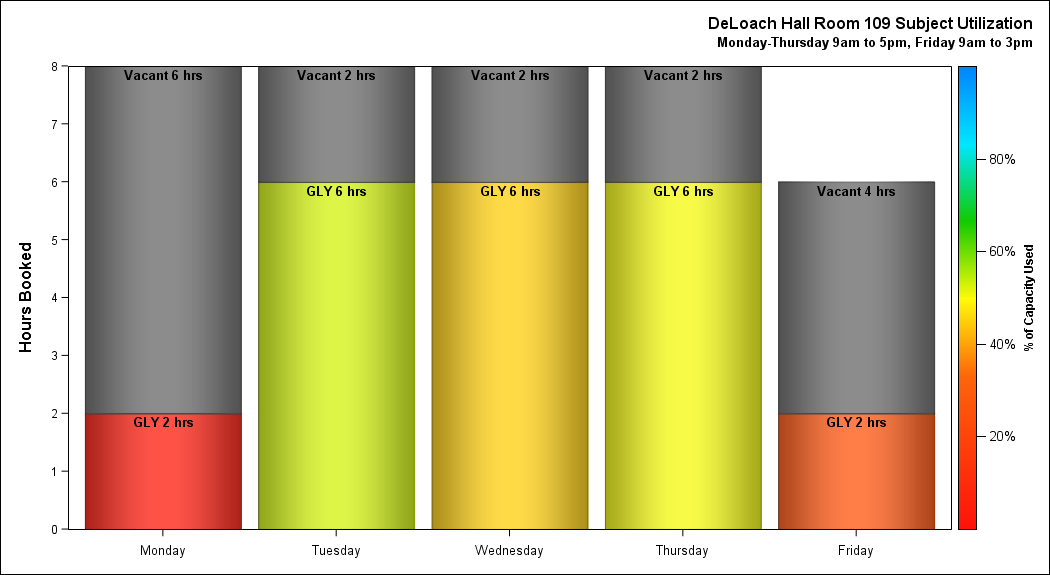 DeLoach Hall Room 109 Subject Utilization
Monday-Thursday 9am to 5pm, Friday 9am to 3pm
Hours Booked
8
7
6
5
4
3
2
1
0
Vacant 6 hrs
GLY 2 hrs
Vacant 2 hrs
GLY 6 hrs
Vacant 2 hrs
GLY 6 hrs
Vacant 2 hrs
GLY 6 hrs
Vacant 4 hrs
GLY 2 hrs
Monday
Tuesday
Wednesday
Thursday
Friday
80%
60%
40%
20%
% of Capacity Used